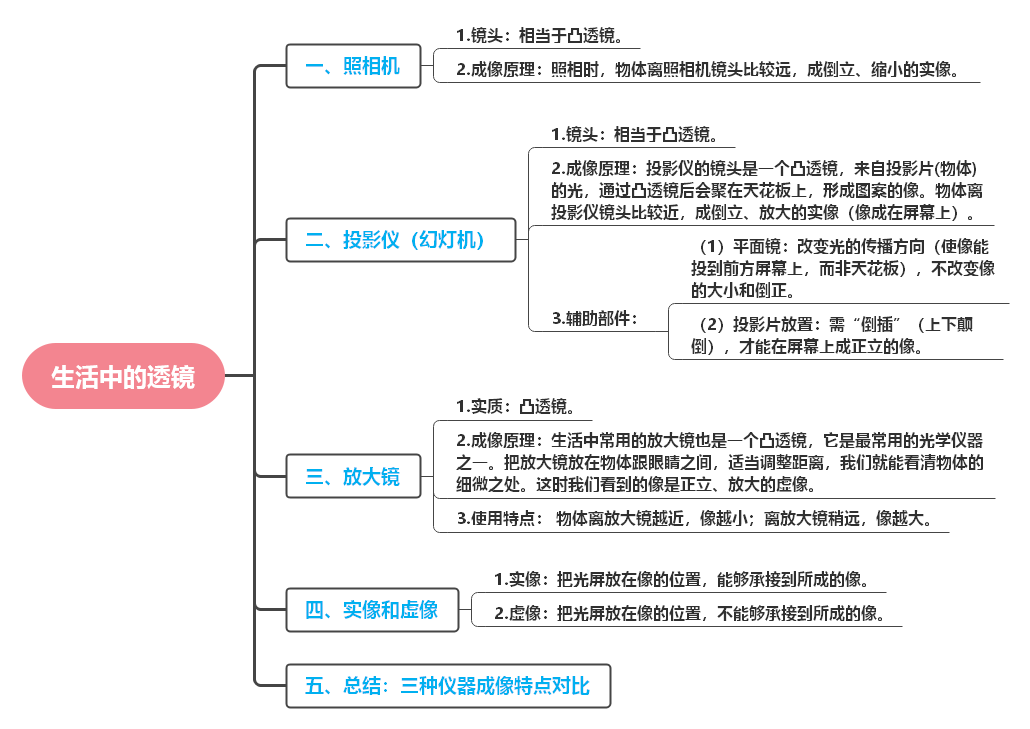 生活中的透镜
一、照相机
1.镜头：相当于凸透镜。
2.成像原理：照相时，物体离照相机镜头比较远，成倒立、缩小的实像。
二、投影仪（幻灯机）
1.镜头：相当于凸透镜。
2.成像原理：投影仪的镜头是一个凸透镜，来自投影片(物体)
的光，通过凸透镜后会聚在天花板上，形成图案的像。物体离
投影仪镜头比较近，成倒立、放大的实像（像成在屏幕上）。
3.辅助部件：
（1）平面镜：改变光的传播方向（使像能
投到前方屏幕上，而非天花板），不改变像
的大小和倒正。
（2）投影片放置：需“倒插”（上下颠
倒），才能在屏幕上成正立的像。
三、放大镜
1.实质：凸透镜。
2.成像原理：生活中常用的放大镜也是一个凸透镜，它是最常用的光学仪器
之一。把放大镜放在物体跟眼睛之间，适当调整距离，我们就能看清物体的
细微之处。这时我们看到的像是正立、放大的虚像。
3.使用特点： 物体离放大镜越近，像越小；离放大镜稍远，像越大。
四、实像和虚像
1.实像：把光屏放在像的位置，能够承接到所成的像。
2.虚像：把光屏放在像的位置，不能够承接到所成的像。
五、总结：三种仪器成像特点对比